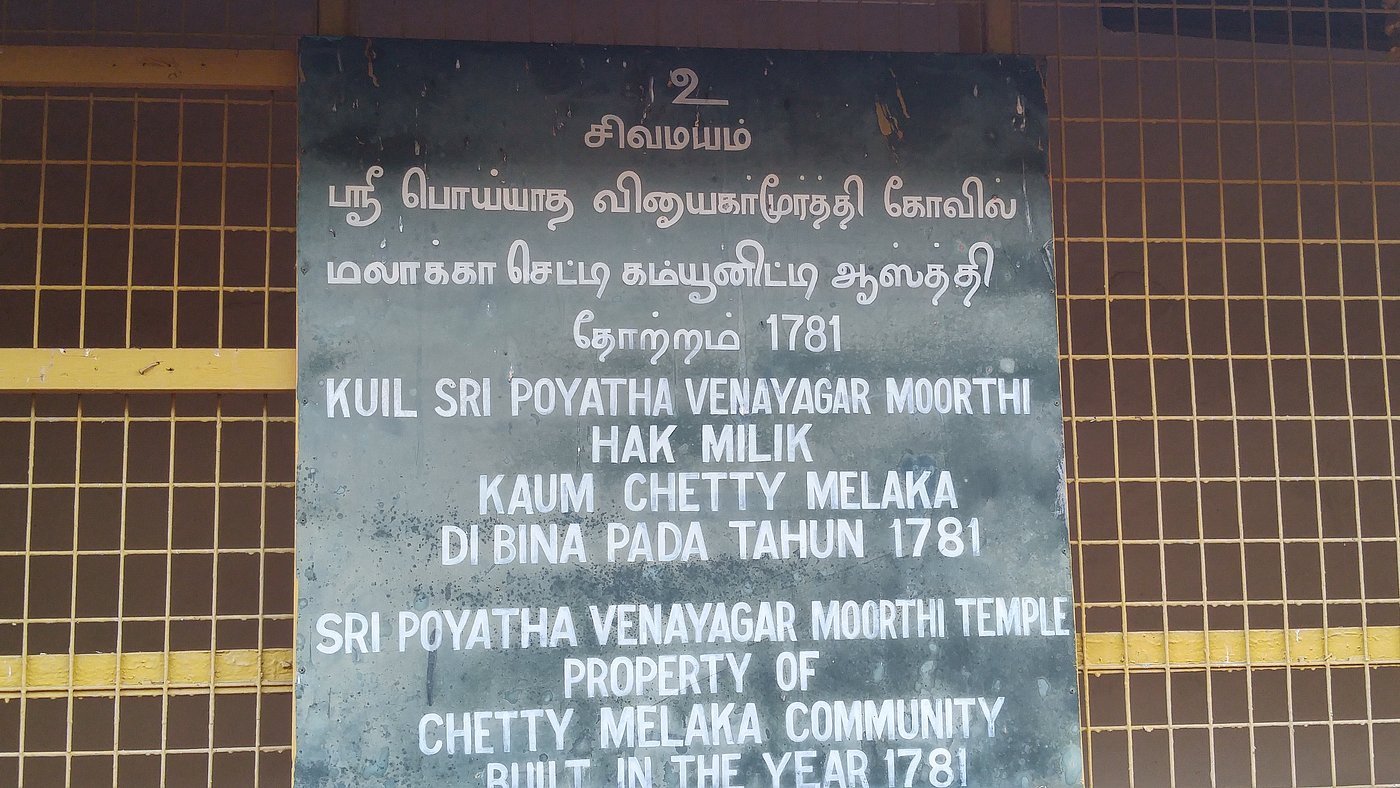 உ
சிவமயம்
ஸ்ரீ பொய்யாத வினாயகர்மூர்த்தி கோவில்
மலாக்கா செட்டி கம்யூனிட்டி ஆஸ்த்தி
தோற்றம் 1781
KUIL SRI POYATHA VENAYAGAR MOORTHI
HAK MILIK
KAUM CHETTY MELAKA
DI BINA PADA TAHUN 1781
SRI POYATHA VENAYAGAR MOORTHI TEMPLE
PROPERTY OF
CHETTY MELAKA COMMUNITY
BUILT IN THE YEAR 1781